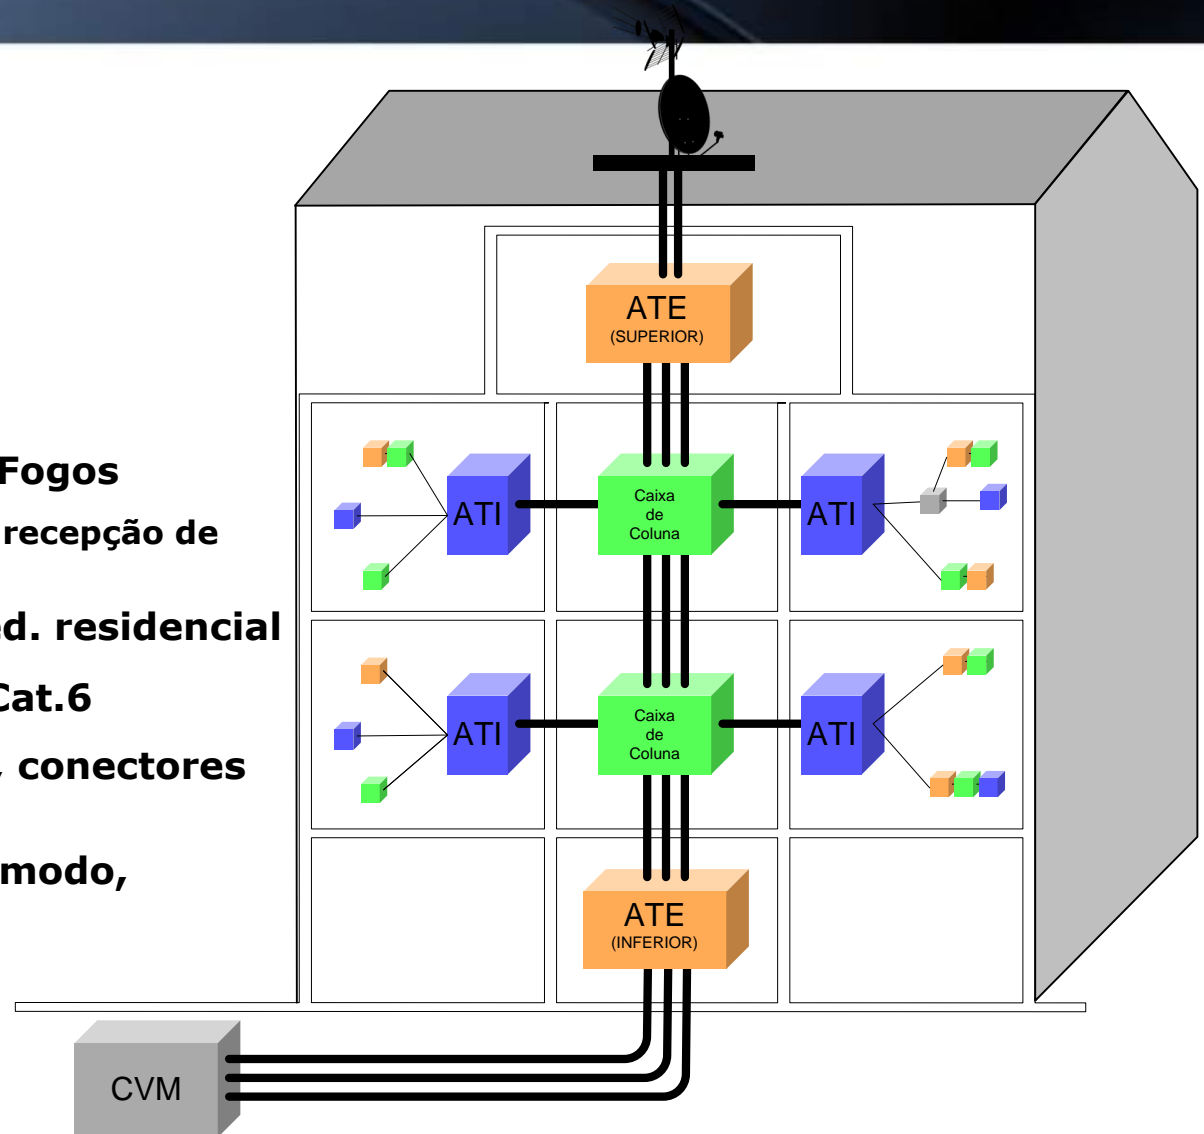 ATE
(SUPERIOR)
Fogos
recepção de
ed. residencial
Cat.6
, conectores
modo,
ATI
Caixa
de
Coluna
ATI
ATI
Caixa
de
Coluna
ATI
ATE
(INFERIOR)
CVM